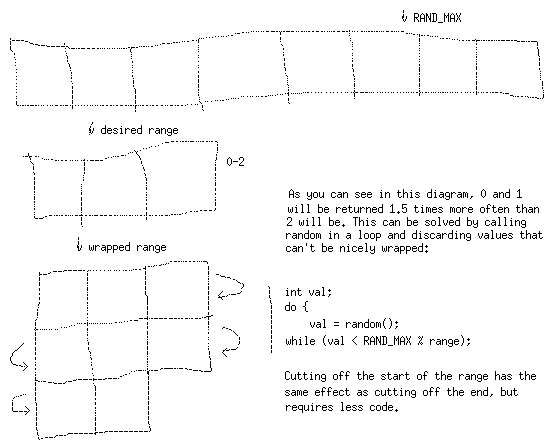 ↓ RAND_MAX
↓ desired range
0-2
As you can see in this diagram, 0 and 1
will be returned 1.5 times more often than
2 will be. This can be solved by calling
random in a loop and discarding values that
can't be nicely wrapped:
↓ wrapped range
int val;
do {
val = random();
while (val < RAND_MAX % range);
Cutting off the start of the range has the
same effect as cutting off the end, but
requires less code.